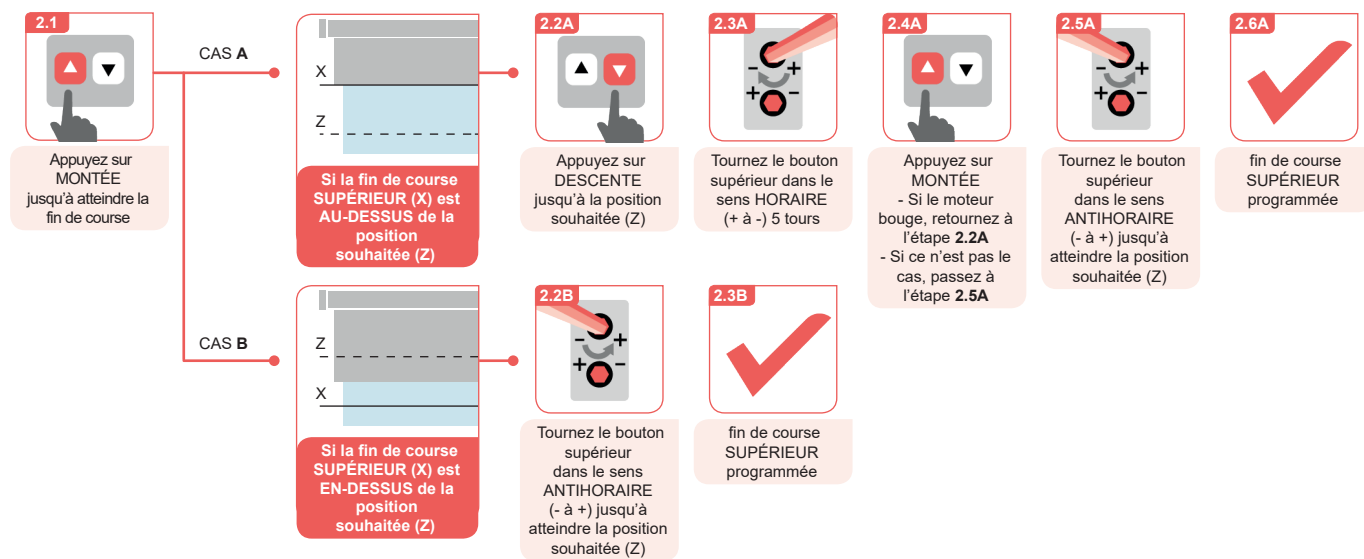 2.1
Appuyez sur
MONTÉE
jusqu'à atteindre la
fin de course
CAS A
X
Z
Si la fin de course
SUPÉRIEUR (X) est
AU-DESSUS de la
position
souhaitée (Z)
2.2A
Appuyez sur
DESCENTE
jusqu'à la position
souhaitée (Z)
2.3A
- +
+ -
Tournez le bouton
supérieur dans le
sens HORAIRE
(+ à -) 5 tours
2.4A
Appuyez sur
MONTÉE
- Si le moteur
bouge, retournez à
l'étape 2.2A
- Si ce n'est pas le
cas, passez à
l'étape 2.5A
2.5A
- +
+ -
Tournez le bouton
supérieur
dans le sens
ANTIHORAIRE
(- à +) jusqu'à
atteindre la position
souhaitée (Z)
2.6A
fin de course
SUPÉRIEUR
programmée
CAS B
Z
X
Si la fin de course
SUPÉRIEUR (X) est
EN-DESSUS de la
position
souhaitée (Z)
2.2B
- +
+ -
Tournez le bouton
supérieur
dans le sens
ANTIHORAIRE
(- à +) jusqu'à
atteindre la position
souhaitée (Z)
2.3B
fin de course
SUPÉRIEUR
programmée